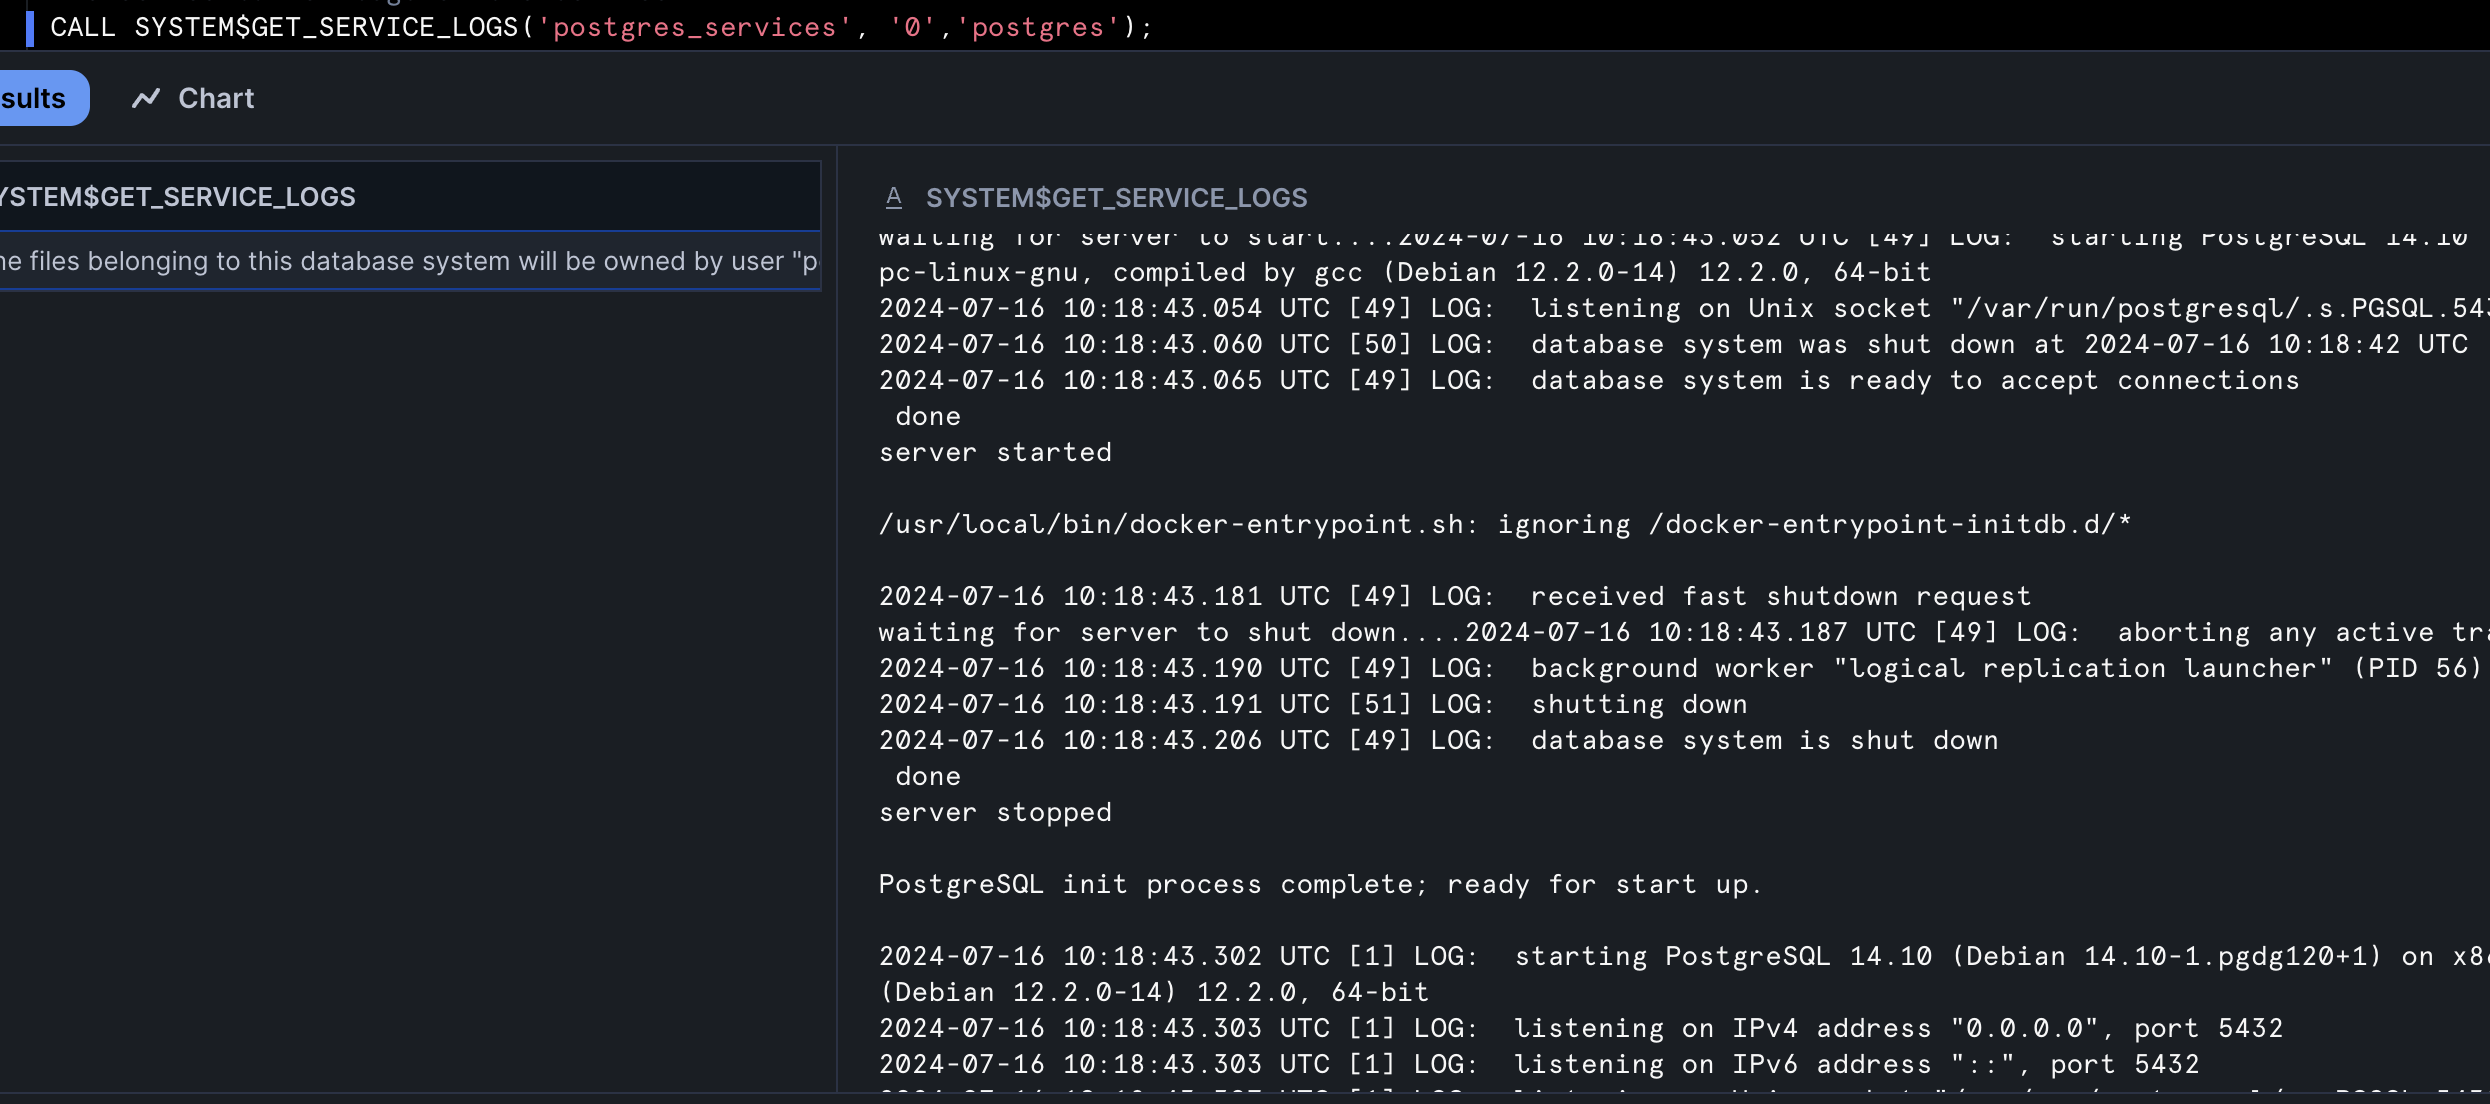 CALL SYSTEM$GET_SERVICE_LOGS('postgres_services', '0','postgres');
sults
Chart
YSTEM$GET_SERVICE_LOGS
he files belonging to this database system will be owned by user "p
A SYSTEM$GET_SERVICE_LOGS
waiting for server to start....2024-07-16 10:18:43.052 UTC [49] LOG:  starting PostgreSQL 14.10
pc-linux-gnu, compiled by gcc (Debian 12.2.0-14) 12.2.0, 64-bit
2024-07-16 10:18:43.054 UTC [49] LOG:  listening on Unix socket "/var/run/postgresql/.s.PGSQL.543
2024-07-16 10:18:43.060 UTC [50] LOG:  database system was shut down at 2024-07-16 10:18:42 UTC
2024-07-16 10:18:43.065 UTC [49] LOG:  database system is ready to accept connections
 done
server started
/usr/local/bin/docker-entrypoint.sh: ignoring /docker-entrypoint-initdb.d/*
2024-07-16 10:18:43.181 UTC [49] LOG:  received fast shutdown request
waiting for server to shut down....2024-07-16 10:18:43.187 UTC [49] LOG:  aborting any active tra
2024-07-16 10:18:43.190 UTC [49] LOG:  background worker "logical replication launcher" (PID 56)
2024-07-16 10:18:43.191 UTC [51] LOG:  shutting down
2024-07-16 10:18:43.206 UTC [49] LOG:  database system is shut down
 done
server stopped
PostgreSQL init process complete; ready for start up.
2024-07-16 10:18:43.302 UTC [1] LOG:  starting PostgreSQL 14.10 (Debian 14.10-1.pgdg120+1) on x86
(Debian 12.2.0-14) 12.2.0, 64-bit
2024-07-16 10:18:43.303 UTC [1] LOG:  listening on IPv4 address "0.0.0.0", port 5432
2024-07-16 10:18:43.303 UTC [1] LOG:  listening on IPv6 address "::", port 5432